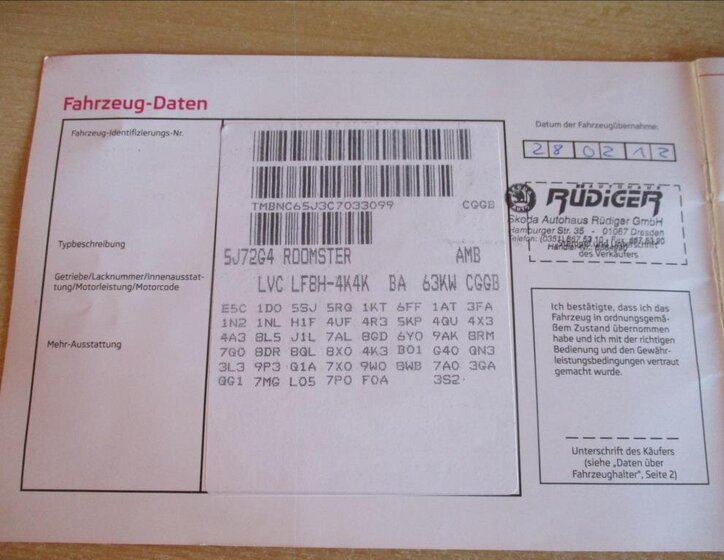 Fahrzeug-Daten
Fahrzeug-Identifizierungs-Nr.
TMBNC65J3C7033099 CGGB
Typbeschreibung
5J72G4 ROOMSTER AMB
Getriebe/Lacknummer/Innenausstat-
tung/Motorleistung/Motorcode
LVC LF8H-4K4K BA 63KW CGGB
Mehr-Ausstattung
E5C 1D0 5SJ 5RQ 1KT 6FF 1AT 3FA
1N2 1NL H1F 4UF 4R3 5KP 4QU 4X3
4A3 8L5 J1L 7AL 8GD 6Y0 9AK 8RM
7G0 8DR 8QL 8X0 4K3 B01 G40 QN3
3L3 9P3 Q1A 7X0 9W0 8WB 7A0 3GA
QG1 7MG L05 7P0 F0A 3S2
Datum der Fahrzeugübernahme:
28 02 12
AUTOHAUS
RÜDIGER
Skoda Autohaus Rüdiger GmbH
Hamburger Str. 35 - 01067 Dresden
des Verkäufers
Ich bestätige, dass ich das
Fahrzeug in ordnungsgemä-
ßem Zustand übernommen
habe und ich mit der richtigen
Bedienung und den Gewähr-
leistungsbedingungen vertraut
gemacht wurde.
Unterschrift des Käufers
(siehe „Daten über
Fahrzeughalter", Seite 2)